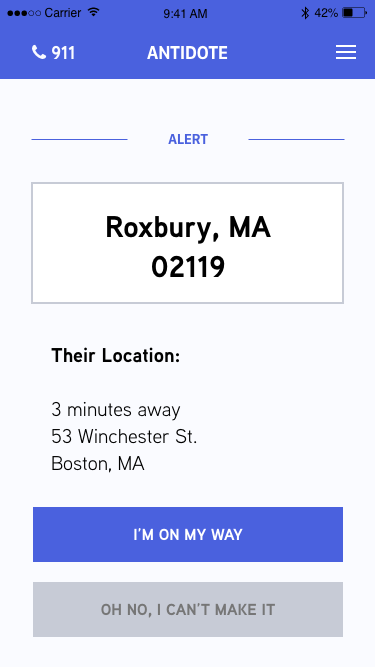 Carrier 9:41 AM 42%
911 ANTIDOTE
ALERT
Roxbury, MA
02119
Their Location:
3 minutes away
53 Winchester St.
Boston, MA
I'M ON MY WAY
OH NO, I CAN'T MAKE IT